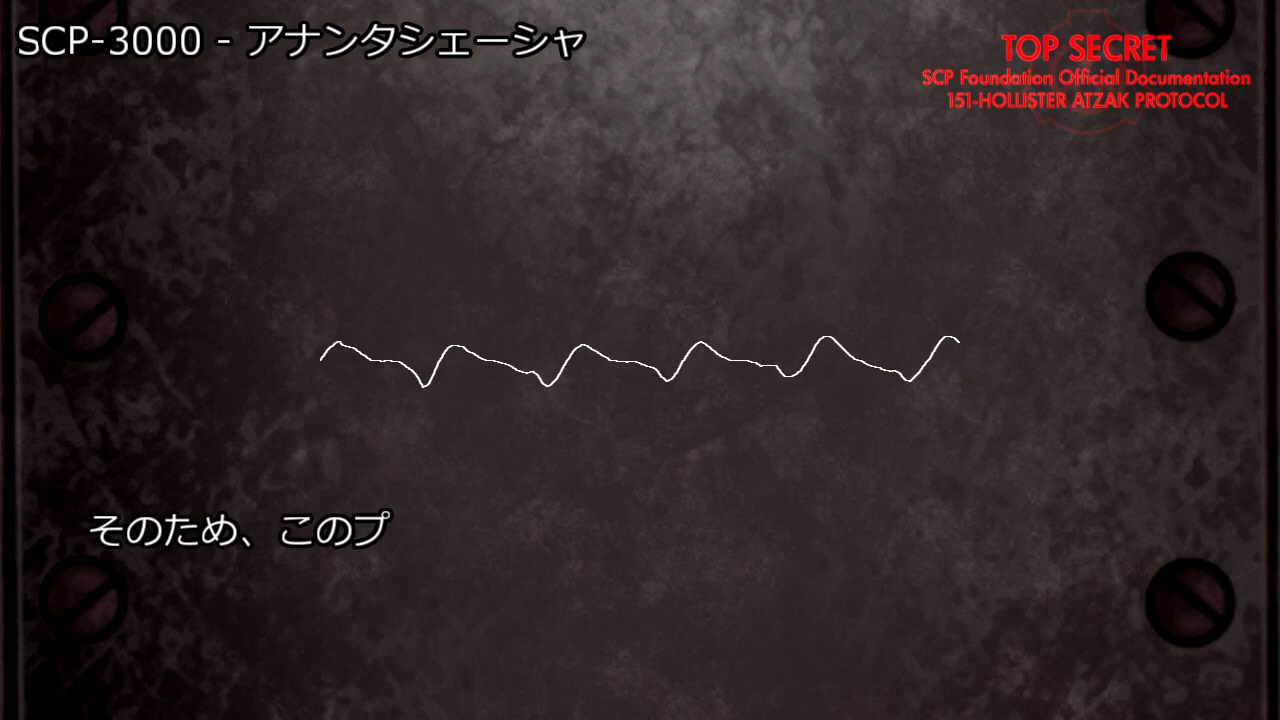 SCP-3000 - アナンタシェーシャ
TOP SECRET
SCP Foundation Official Documentation
151-HOLLISTER ATZAK PROTOCOL
そのため、このプ